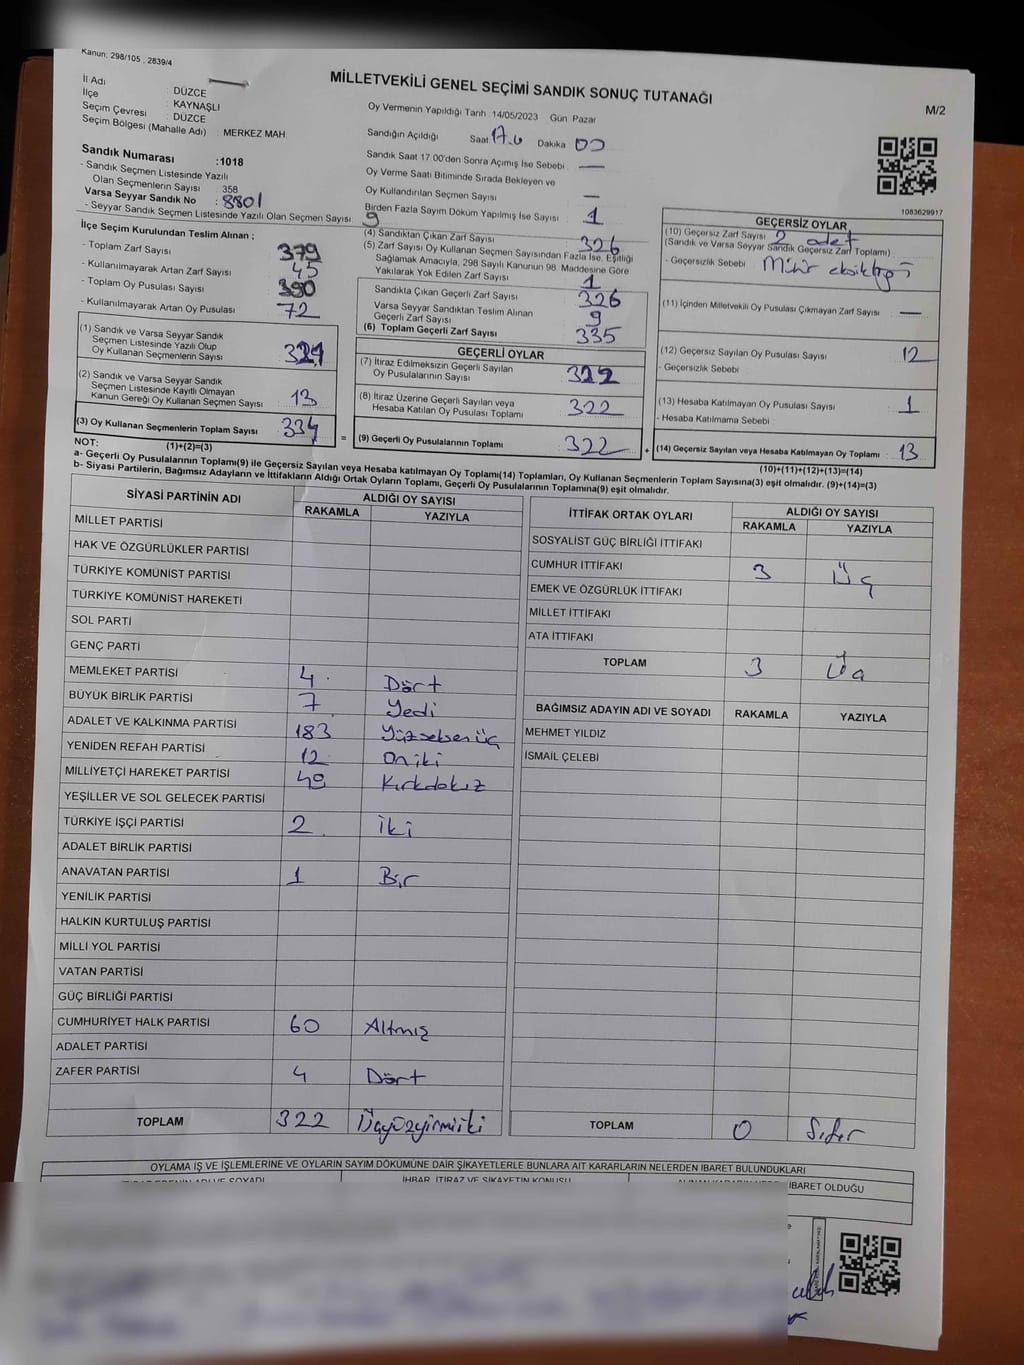 Kanun; 298/105 , 2839/4
MİLLETVEKİLİ GENEL SEÇİMİ SANDIK SONUÇ TUTANAĞI
M/2
İl Adı : DÜZCE
İlçe : KAYNAŞLI
Seçim Çevresi : DÜZCE
Seçim Bölgesi (Mahalle Adı) : MERKEZ MAH.
Sandık Numarası :1018
- Sandık Seçmen Listesinde Yazılı
Olan Seçmenlerin Sayısı 358
Varsa Seyyar Sandık No : 8801
- Seyyar Sandık Seçmen Listesinde Yazılı Olan Seçmen Sayısı: 9
Oy Vermenin Yapıldığı Tarih 14/05/2023 Gün: Pazar
Sandığın Açıldığı Saat Dakika 00
Sandık Saat 17.00'den Sonra Açılmış İse Sebebi —
Oy Verme Saati Bitiminde Sırada Bekleyen ve
Oy Kullandırılan Seçmen Sayısı —
Birden Fazla Sayım Döküm Yapılmış İse Sayısı 1
1083629917
İlçe Seçim Kurulundan Teslim Alınan :
- Toplam Zarf Sayısı 379
- Kullanılmayarak Artan Zarf Sayısı 45
- Toplam Oy Pusulası Sayısı 390
- Kullanılmayarak Artan Oy Pusulası 72
(1) Sandık ve Varsa Seyyar Sandık
Seçmen Listesinde Yazılı Olup
Oy Kullanan Seçmenlerin Sayısı 321
(2) Sandık ve Varsa Seyyar Sandık
Seçmen Listesinde Kayıtlı Olmayan
Kanun Gereği Oy Kullanan Seçmen Sayısı 13
(3) Oy Kullanan Seçmenlerin Toplam Sayısı 334
(1)+(2)=(3)
(4) Sandıktan Çıkan Zarf Sayısı 326
(5) Zarf Sayısı Oy Kullanan Seçmen Sayısından Fazla İse, Eşitliği
Sağlamak Amacıyla, 298 Sayılı Kanunun 98. Maddesine Göre
Yakılarak Yok Edilen Zarf Sayısı 1
Sandıkta Çıkan Geçerli Zarf Sayısı 326
Varsa Seyyar Sandıktan Teslim Alınan
Geçerli Zarf Sayısı 9
(6) Toplam Geçerli Zarf Sayısı 335
GEÇERLİ OYLAR
(7) İtiraz Edilmeksizin Geçerli Sayılan
Oy Pusulalarının Sayısı 322
(8) İtiraz Üzerine Geçerli Sayılan veya
Hesaba Katılan Oy Pusulası Toplamı 322
= (9) Geçerli Oy Pusulalarının Toplamı 322 +
GEÇERSİZ OYLAR
(10) Geçersiz Zarf Sayısı 2 adet
(Sandık ve Varsa Seyyar Sandık Geçersiz Zarf Toplamı)
- Geçersizlik Sebebi Mühür eksikliği
(11) İçinden Milletvekili Oy Pusulası Çıkmayan Zarf Sayısı —
(12) Geçersiz Sayılan Oy Pusulası Sayısı 12
- Geçersizlik Sebebi
(13) Hesaba Katılmayan Oy Pusulası Sayısı 1
- Hesaba Katılmama Sebebi
(14) Geçersiz Sayılan veya Hesaba Katılmayan Oy Toplamı 13
(10)+(11)+(12)+(13)=(14)
NOT:
a- Geçerli Oy Pusulasının Toplamı(9) ile Geçersiz Sayılan veya Hesaba katılmayan Oy Toplamı(14) Toplamları, Oy Kullanan Seçmenlerin Toplam Sayısına(3) eşit olmalıdır. (9)+(14)=(3)
b- Siyasi Partilerin, Bağımsız Adayların ve İttifakların Aldığı Ortak Oyların Toplamı, Geçerli Oy Pusulalarının Toplamına(9) eşit olmalıdır.
SİYASİ PARTİNİN ADI
ALDIĞI OY SAYISI
RAKAMLA YAZIYLA
MİLLET PARTİSİ
HAK VE ÖZGÜRLÜKLER PARTİSİ
TÜRKİYE KOMÜNİST PARTİSİ
TÜRKİYE KOMÜNİST HAREKETİ
SOL PARTİ
GENÇ PARTİ
MEMLEKET PARTİSİ 4 Dört
BÜYÜK BİRLİK PARTİSİ 7 Yedi
ADALET VE KALKINMA PARTİSİ 183 Yüzseksenüç
YENİDEN REFAH PARTİSİ 12 Oniki
MİLLİYETÇİ HAREKET PARTİSİ 49 Kırkdokuz
YEŞİLLER VE SOL GELECEK PARTİSİ
TÜRKİYE İŞÇİ PARTİSİ 2 iki
ADALET BİRLİK PARTİSİ
ANAVATAN PARTİSİ 1 Bir
YENİLİK PARTİSİ
HALKIN KURTULUŞ PARTİSİ
MİLLİ YOL PARTİSİ
VATAN PARTİSİ
GÜÇ BİRLİĞİ PARTİSİ
CUMHURİYET HALK PARTİSİ 60 Altmış
ADALET PARTİSİ
ZAFER PARTİSİ 4 Dört
TOPLAM 322 Üçyüzyirmiiki
İTTİFAK ORTAK OYLARI
ALDIĞI OY SAYISI
RAKAMLA YAZIYLA
SOSYALİST GÜÇ BİRLİĞİ İTTİFAKI
CUMHUR İTTİFAKI 3 Üç
EMEK VE ÖZGÜRLÜK İTTİFAKI
MİLLET İTTİFAKI
ATA İTTİFAKI
TOPLAM 3 Üç
BAĞIMSIZ ADAYIN ADI VE SOYADI RAKAMLA YAZIYLA
MEHMET YILDIZ
İSMAİL ÇELEBİ
TOPLAM 0 Sıfır
OYLAMA İŞ VE İŞLEMLERİNE VE OYLARIN SAYIM DÖKÜMÜNE DAİR ŞİKAYETLERLE BUNLARA AİT KARARLARIN NELERDEN İBARET BULUNDUKLARI
İHBAR, İTİRAZ VE ŞİKAYETİN KONUSU
İBARET OLDUĞU